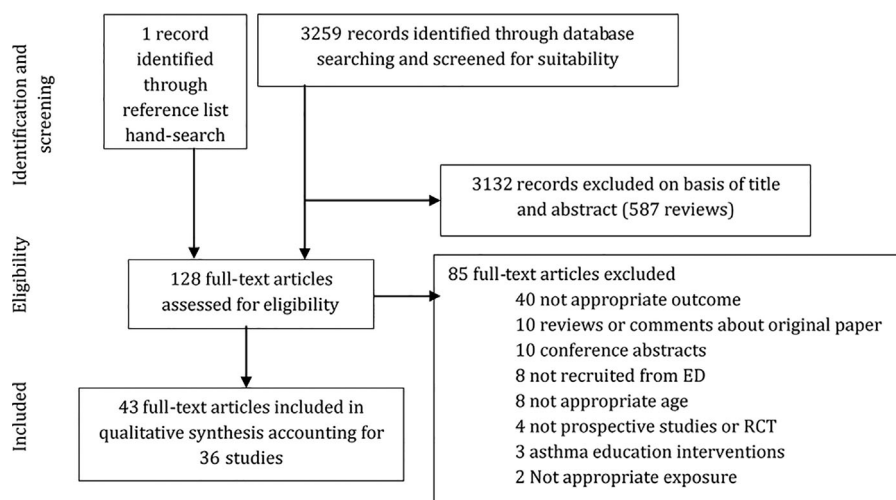 Identification and
screening
1 record
identified
through
reference list
hand-search
3259 records identified through database
searching and screened for suitability
3132 records excluded on basis of title
and abstract (587 reviews)
Eligibility
128 full-text articles
assessed for eligibility
85 full-text articles excluded
40 not appropriate outcome
10 reviews or comments about original paper
10 conference abstracts
8 not recruited from ED
8 not appropriate age
4 not prospective studies or RCT
3 asthma education interventions
2 Not appropriate exposure
Included
43 full-text articles included in
qualitative synthesis accounting for
36 studies